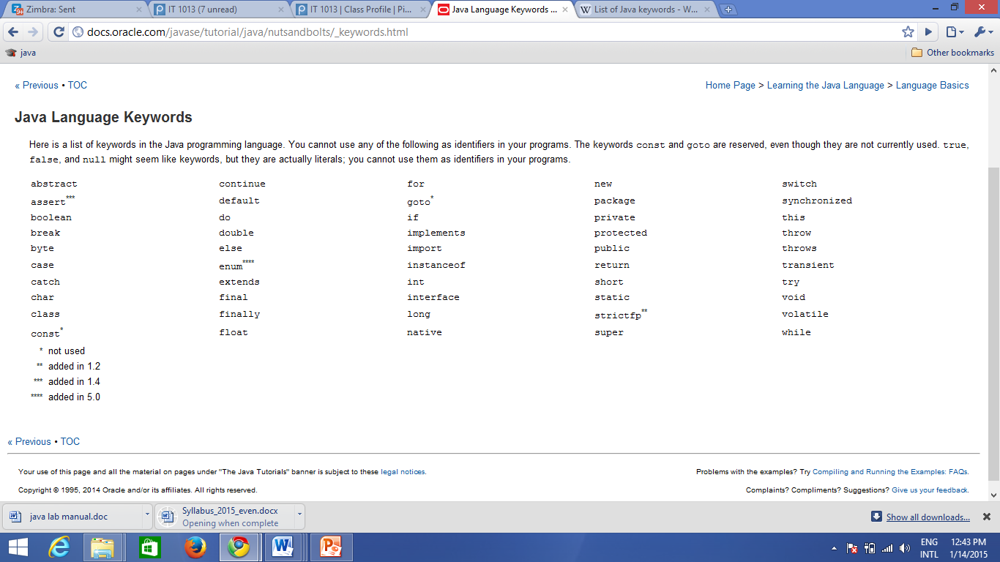 Zimbra: Sent
IT 1013 (7 unread)
IT 1013 | Class Profile | Pi...
Java Language Keywords ...
List of Java keywords - W...
docs.oracle.com/javase/tutorial/java/nutsandbolts/_keywords.html
java
Other bookmarks
« Previous • TOC
Home Page > Learning the Java Language > Language Basics
Java Language Keywords
Here is a list of keywords in the Java programming language. You cannot use any of the following as identifiers in your programs. The keywords const and goto are reserved, even though they are not currently used. true,
false, and null might seem like keywords, but they are actually literals; you cannot use them as identifiers in your programs.
abstract continue for new switch
assert*** default goto* package synchronized
boolean do if private this
break double implements protected throw
byte else import public throws
case enum**** instanceof return transient
catch extends int short try
char final interface static void
class finally long strictfp** volatile
const* float native super while
* not used
** added in 1.2
*** added in 1.4
**** added in 5.0
« Previous • TOC
Your use of this page and all the material on pages under "The Java Tutorials" banner is subject to these legal notices.
Problems with the examples? Try Compiling and Running the Examples: FAQs.
Copyright © 1995, 2014 Oracle and/or its affiliates. All rights reserved.
Complaints? Compliments? Suggestions? Give us your feedback.
java lab manual.doc
Syllabus_2015_even.docx
Opening when complete
Show all downloads...
ENG
INTL
12:43 PM
1/14/2015